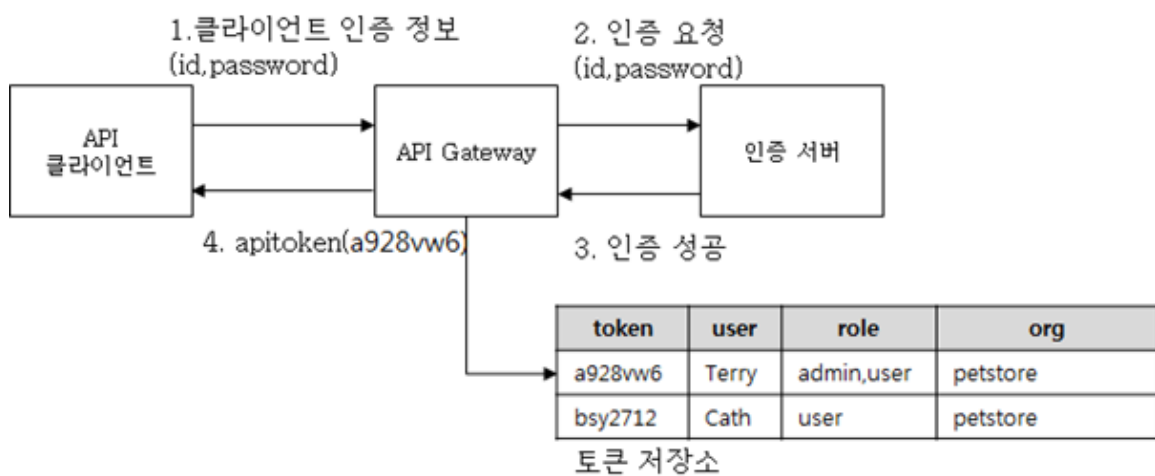 1.클라이언트 인증 정보
(id,password)
2. 인증 요청
(id,password)
API
클라이언트
API Gateway
인증 서버
4. apitoken(a928vw6)
3. 인증 성공
token user role org
a928vw6 Terry admin,user petstore
bsy2712 Cath user petstore
토큰 저장소